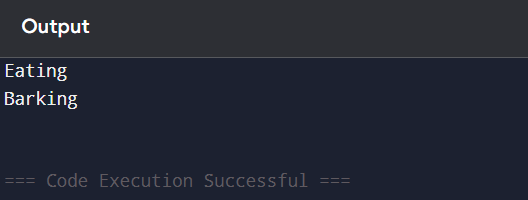 Output
Eating
Barking
=== Code Execution Successful ===